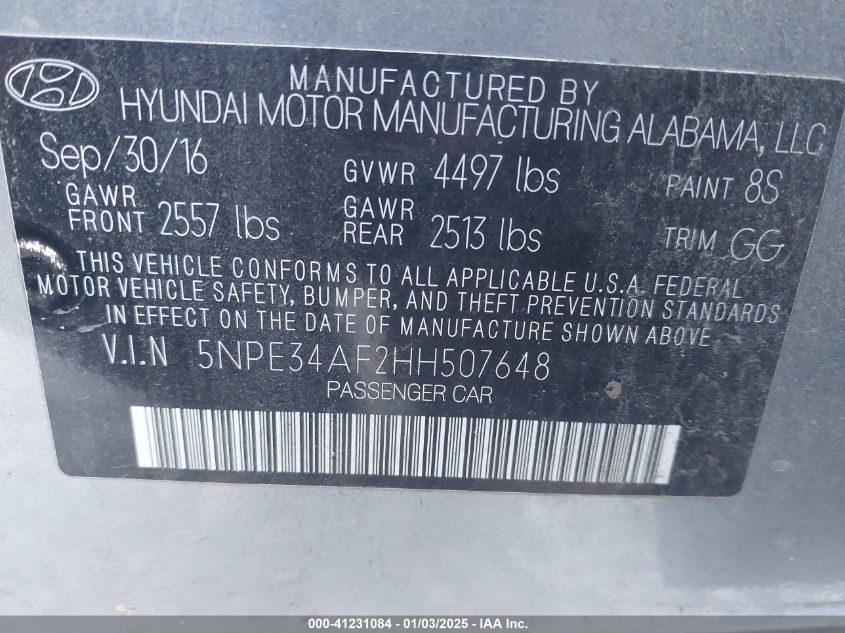 MANUFACTURED BY
HYUNDAI MOTOR MANUFACTURING ALABAMA, LLC
Sep/30/16 GVWR 4497 lbs PAINT 8S
GAWR FRONT 2557 lbs GAWR REAR 2513 lbs TRIM GG
THIS VEHICLE CONFORMS TO ALL APPLICABLE U.S.A. FEDERAL
MOTOR VEHICLE SAFETY, BUMPER, AND THEFT PREVENTION STANDARDS
IN EFFECT ON THE DATE OF MANUFACTURE SHOWN ABOVE
V.I.N 5NPE34AF2HH507648
PASSENGER CAR
000-41231084 - 01/03/2025 - IAA Inc.